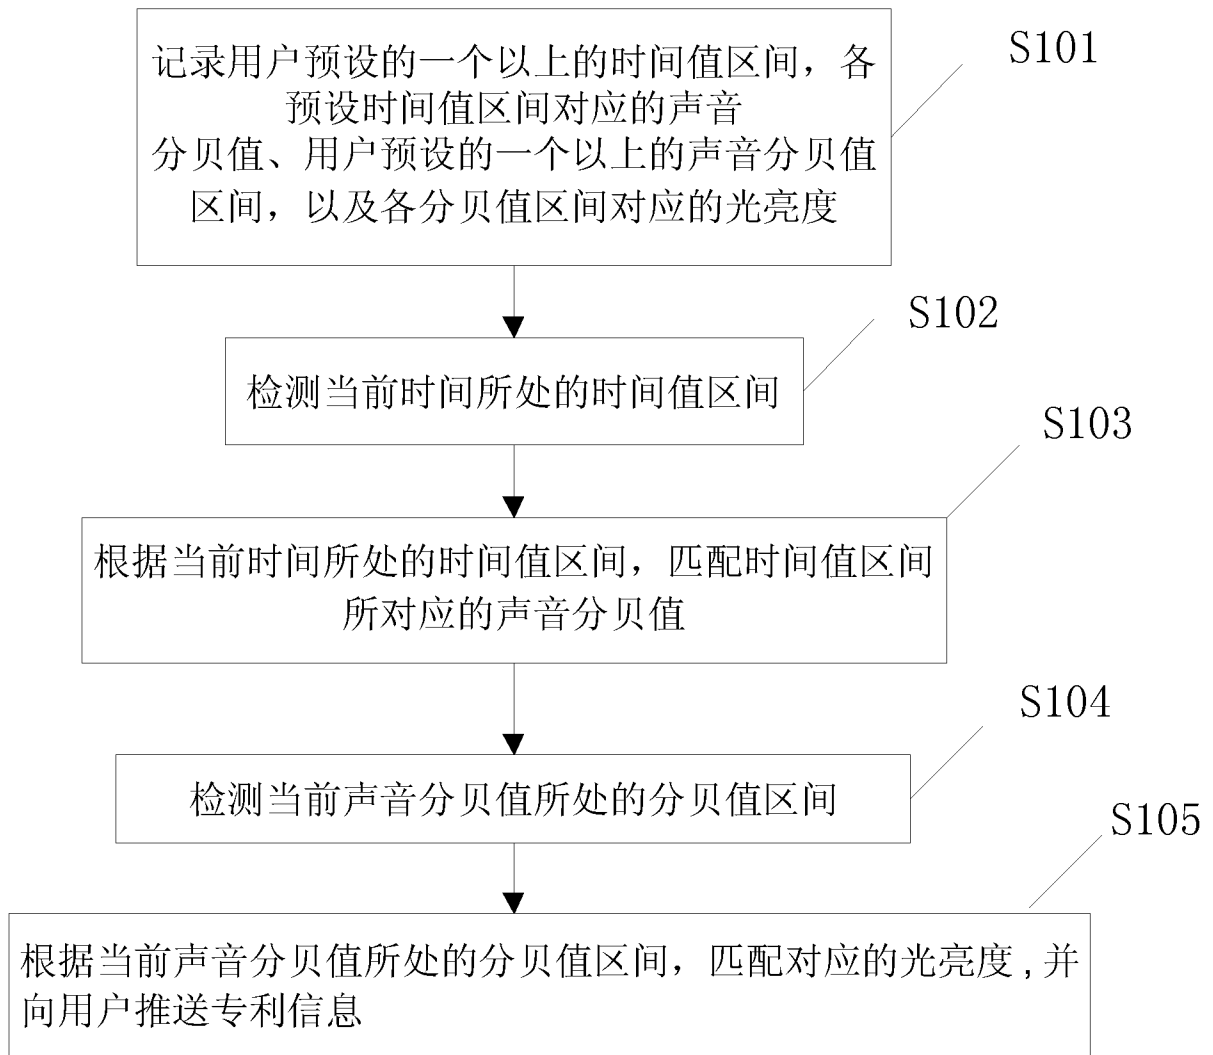 记录用户预设的一个以上的时间值区间，各
预设时间值区间对应的声音
分贝值、用户预设的一个以上的声音分贝值
区间，以及各分贝值区间对应的光亮度
S101
检测当前时间所处的时间值区间
S102
根据当前时间所处的时间值区间，匹配时间值区间
所对应的声音分贝值
S103
检测当前声音分贝值所处的分贝值区间
S104
根据当前声音分贝值所处的分贝值区间，匹配对应的光亮度,并
向用户推送专利信息
S105